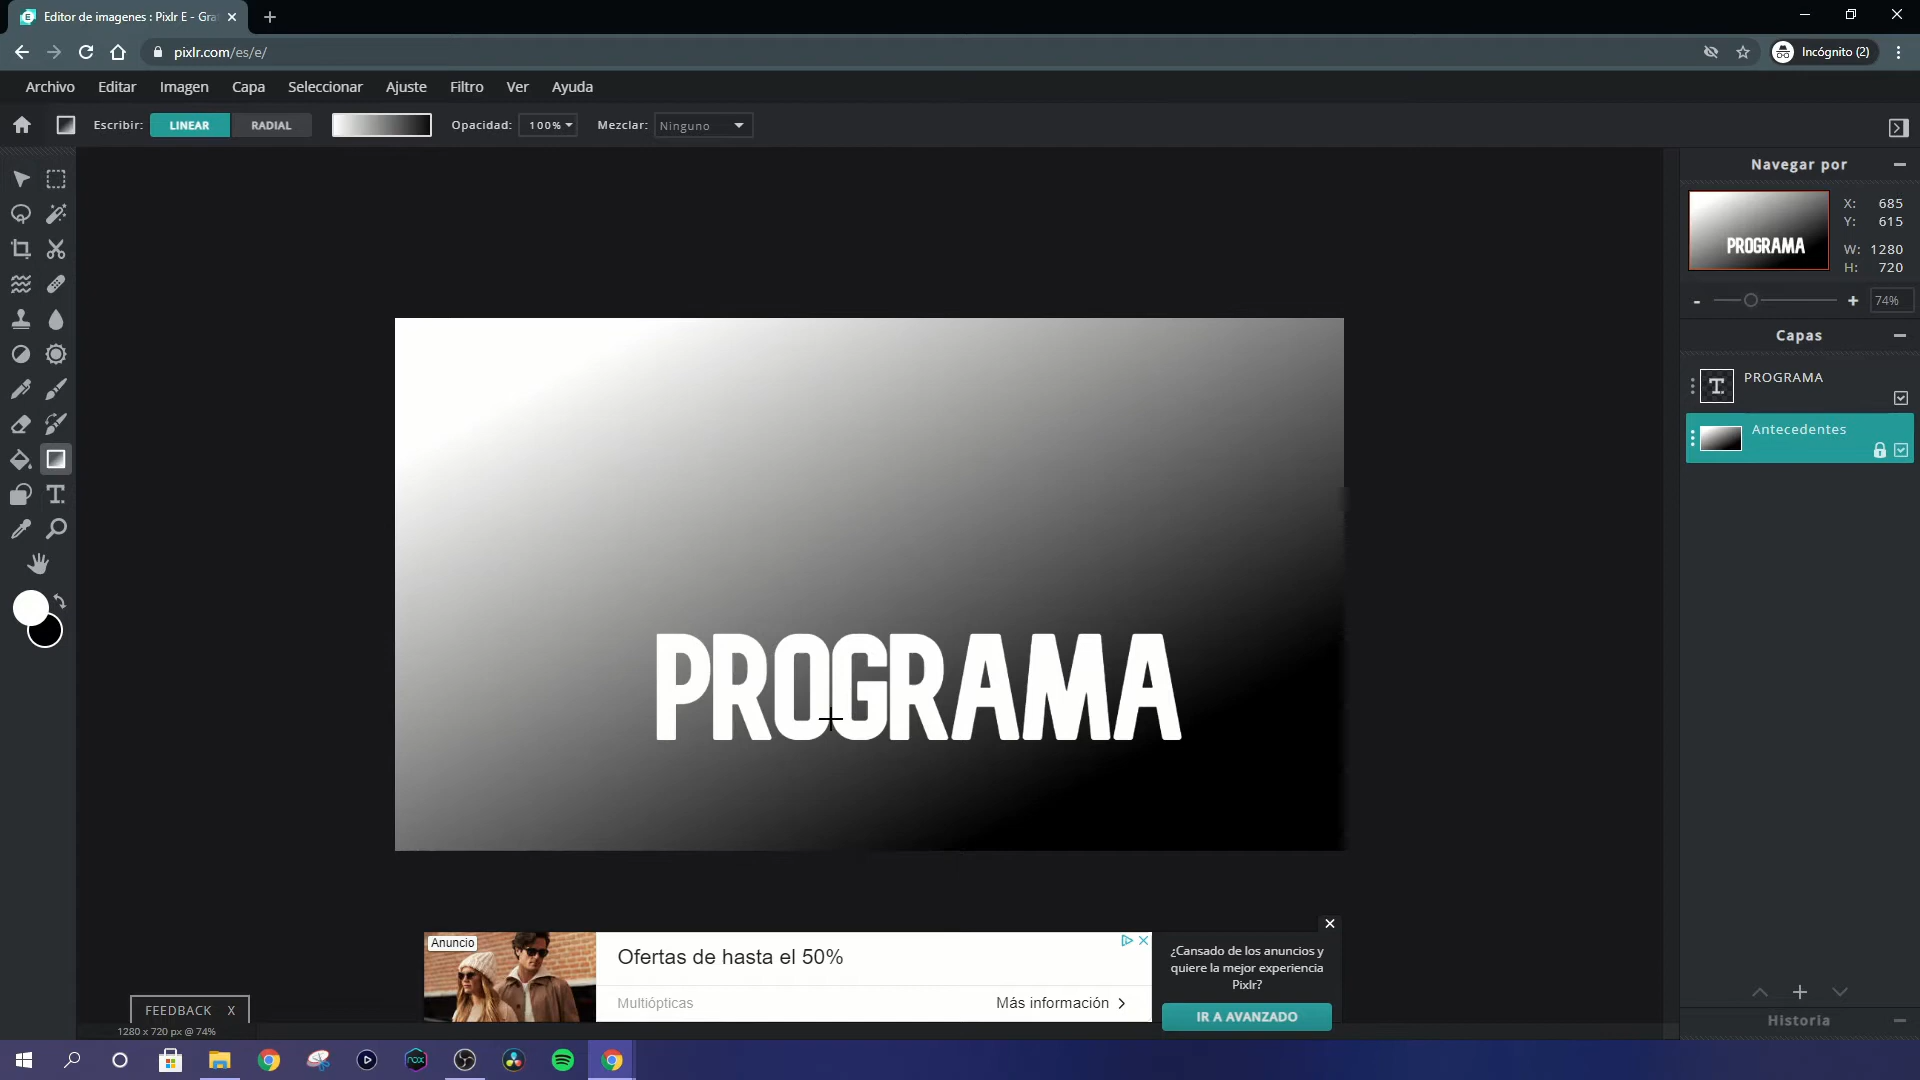 Editor de imagenes : Pixlr E - Gra
pixlr.com/es/e/
Incógnito (2)
Archivo Editar Imagen Capa Seleccionar Ajuste Filtro Ver Ayuda
Escribir: LINEAR RADIAL Opacidad: 100% Mezclar: Ninguno
Navegar por
X: 685
Y: 615
W: 1280
H: 720
PROGRAMA
- + 74%
Capas
T PROGRAMA
Antecedentes
PROGRAMA
Anuncio
Ofertas de hasta el 50%
Multiópticas
Más información
¿Cansado de los anuncios y
quiere la mejor experiencia
Pixlr?
IR A AVANZADO
FEEDBACK X
1280 x 720 px @ 74%
Historia
nox